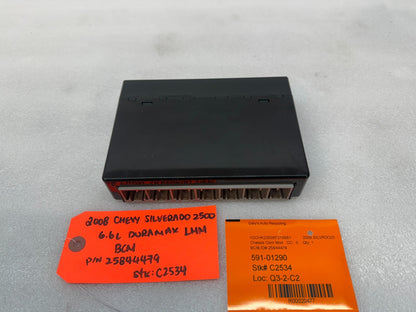 2008 CHEVY SILVERADO 2500
6.6L DURAMAX LMM
BCM
P/N 25844479
Stk: C2534
591-01290
Stk# C2534
Loc: Q3-2-C2